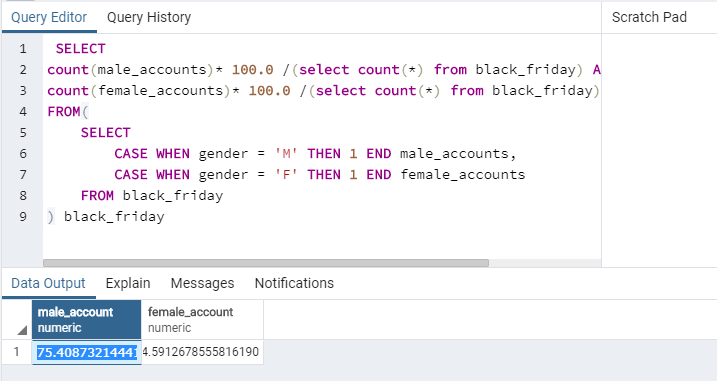 Query Editor Query History Scratch Pad
1 SELECT
2 count(male_accounts)* 100.0 /(select count(*) from black_friday) A
3 count(female_accounts)* 100.0 /(select count(*) from black_friday)
4 FROM(
5 SELECT
6 CASE WHEN gender = 'M' THEN 1 END male_accounts,
7 CASE WHEN gender = 'F' THEN 1 END female_accounts
8 FROM black_friday
9 ) black_friday
Data Output Explain Messages Notifications
male_account female_account
numeric numeric
1 75.40873214441 4.5912678555816190